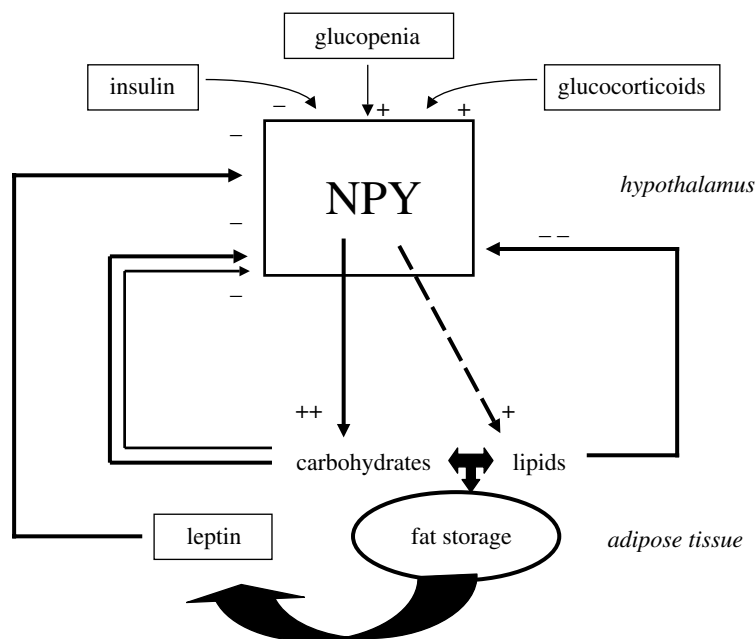 glucopenia
insulin
glucocorticoids
– + +
–
NPY
hypothalamus
–
– –
–
++ +
carbohydrates lipids
leptin
fat storage
adipose tissue